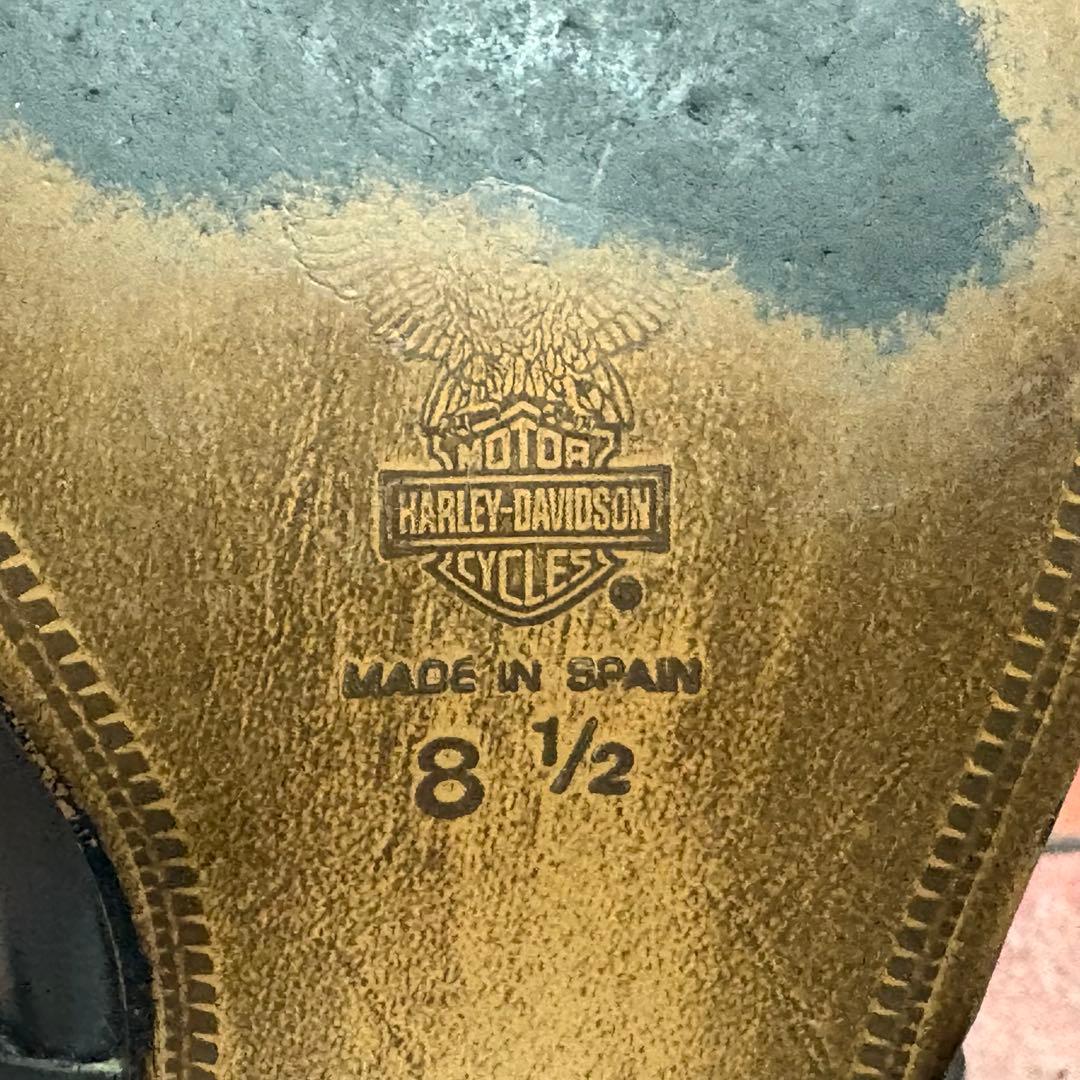 MOTOR
HARLEY-DAVIDSON
CYCLES
®
MADE IN SPAIN
8 1/2